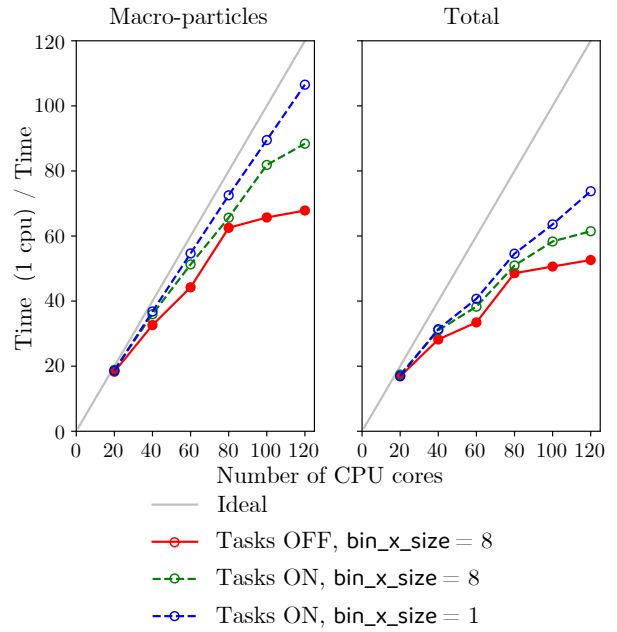 Macro-particles
Total
Time (1 cpu) / Time
120
100
80
60
40
20
0
0 20 40 60 80 100 120
0 20 40 60 80 100 120
Number of CPU cores
Ideal
Tasks OFF, bin_x_size = 8
Tasks ON, bin_x_size = 8
Tasks ON, bin_x_size = 1